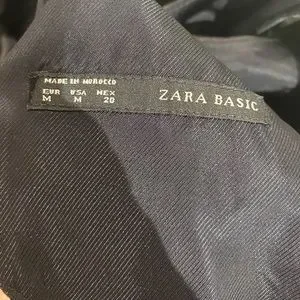 MADE IN MOROCCO
EUR USA MEX
M M 28
ZARA BASIC